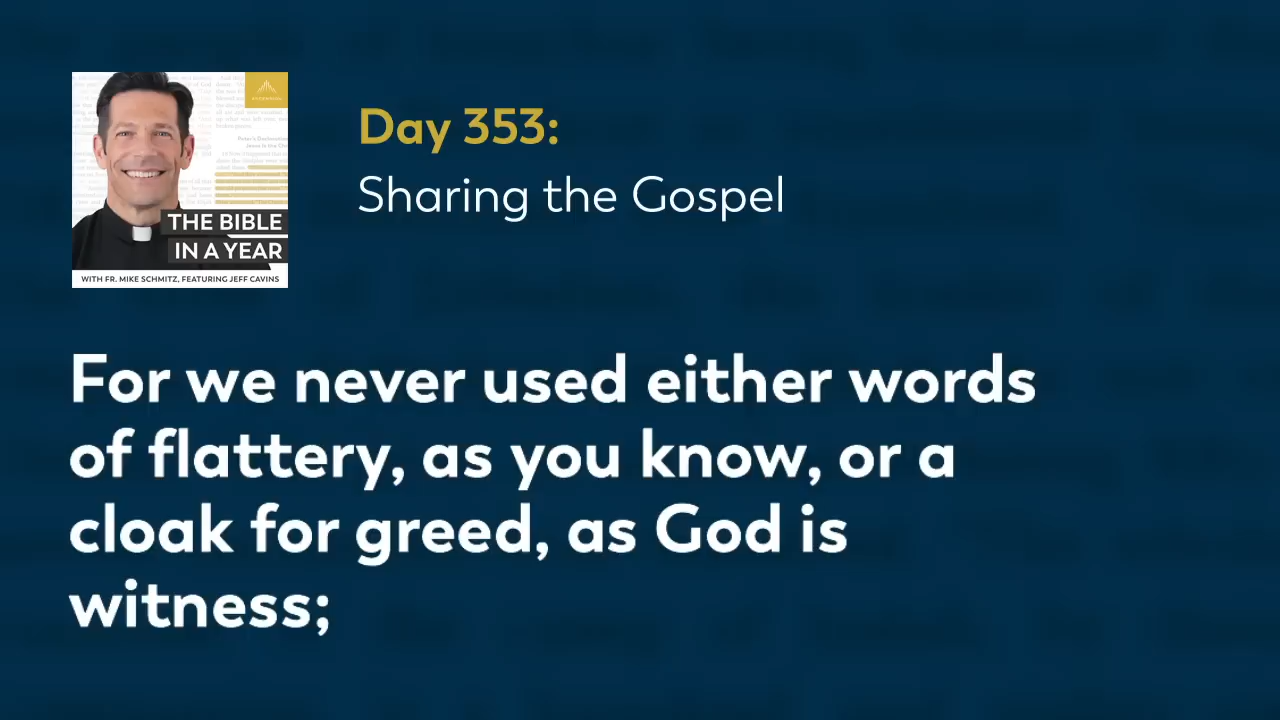 Day 353:
Sharing the Gospel
THE BIBLE
IN A YEAR
WITH FR. MIKE SCHMITZ, FEATURING JEFF CAVINS
For we never used either words
of flattery, as you know, or a
cloak for greed, as God is
witness;